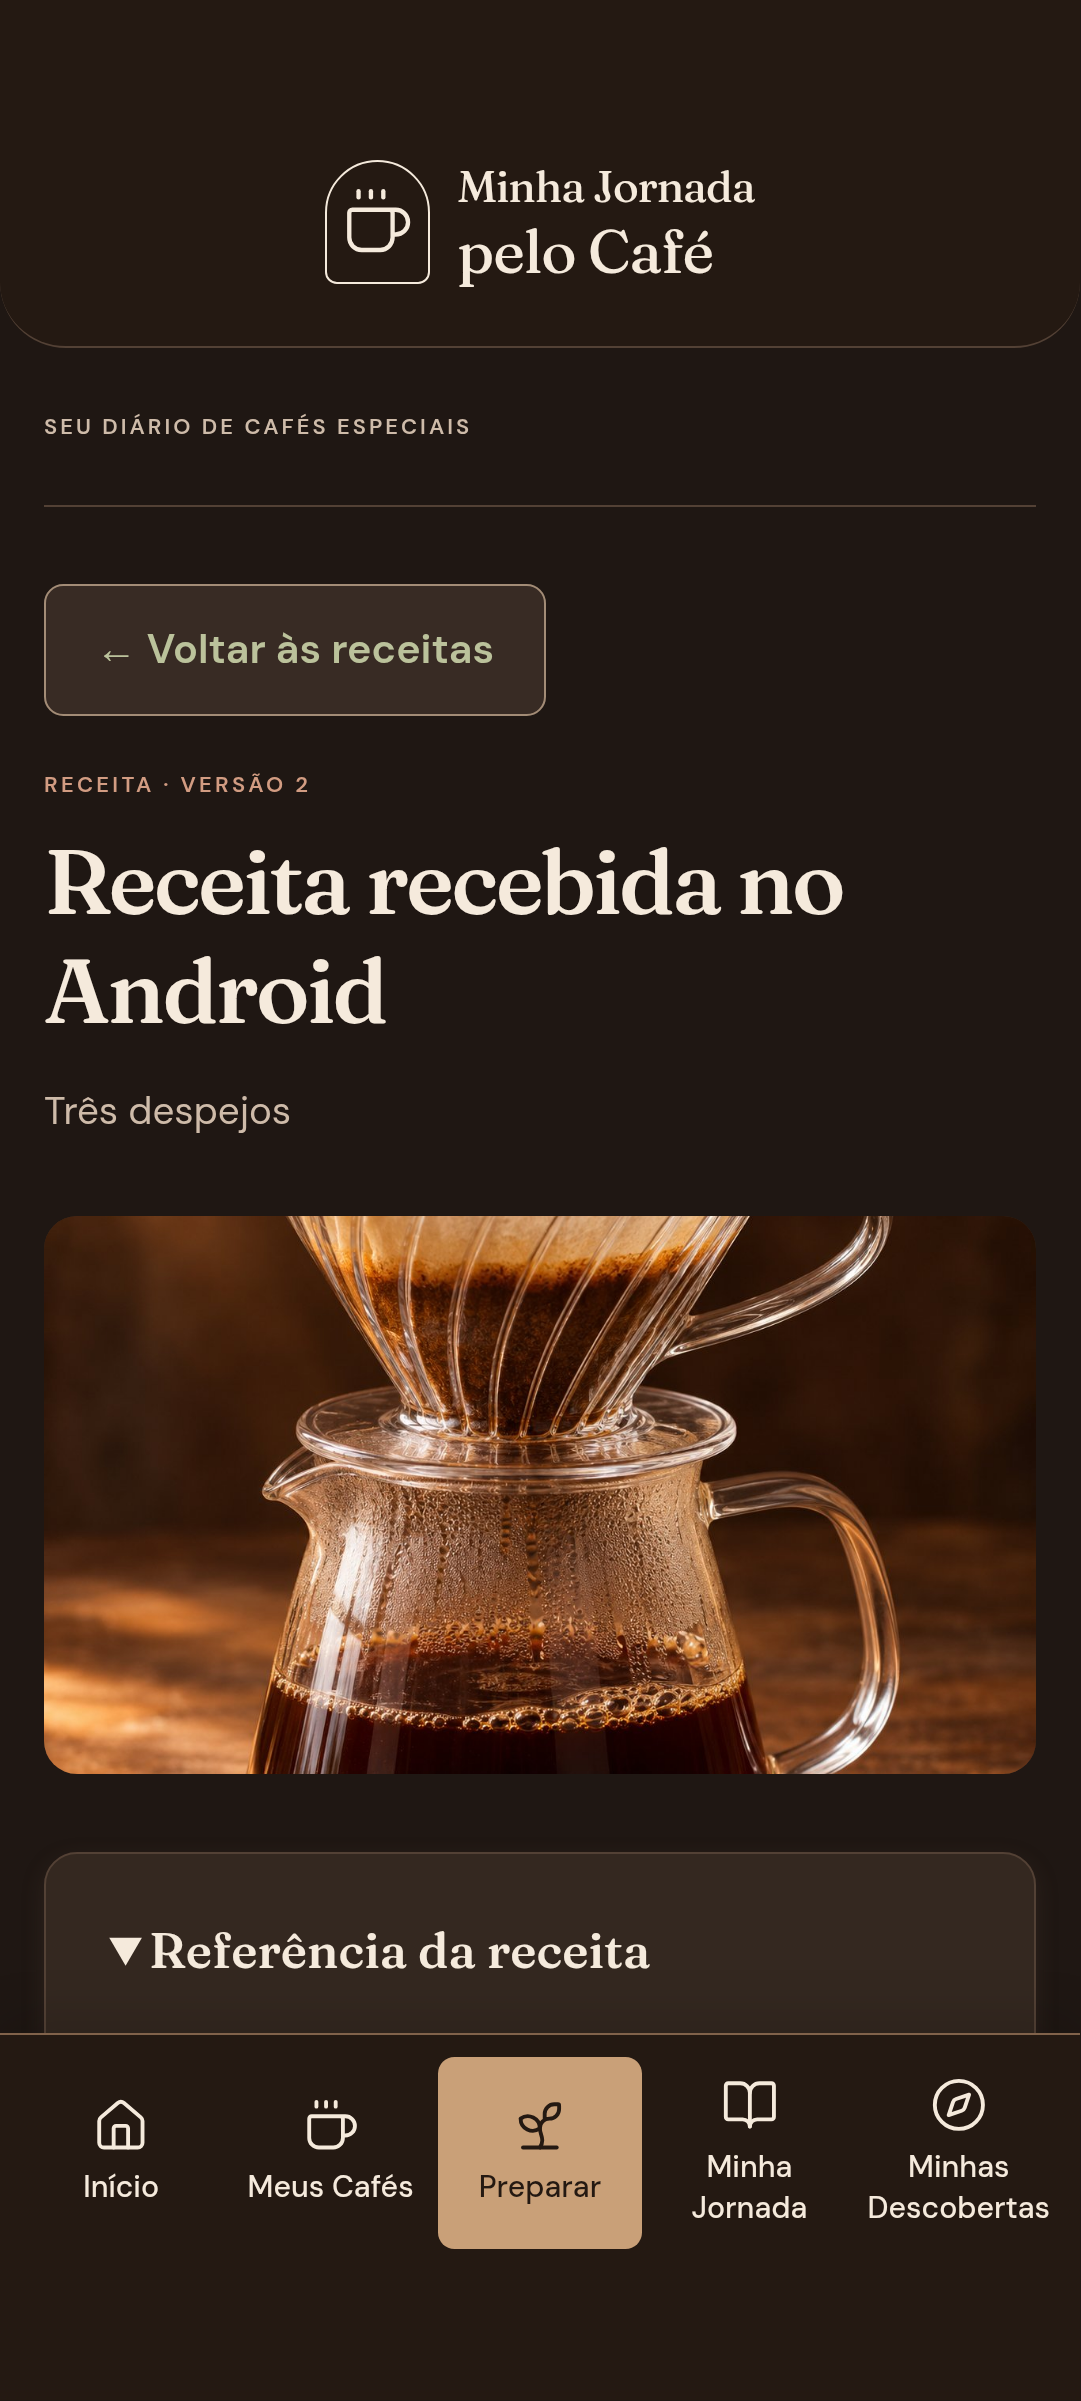 Minha Jornada
pelo Café
SEU DIÁRIO DE CAFÉS ESPECIAIS
← Voltar às receitas
RECEITA · VERSÃO 2
Receita recebida no
Android
Três despejos
▼ Referência da receita
Início
Meus Cafés
Preparar
Minha
Jornada
Minhas
Descobertas